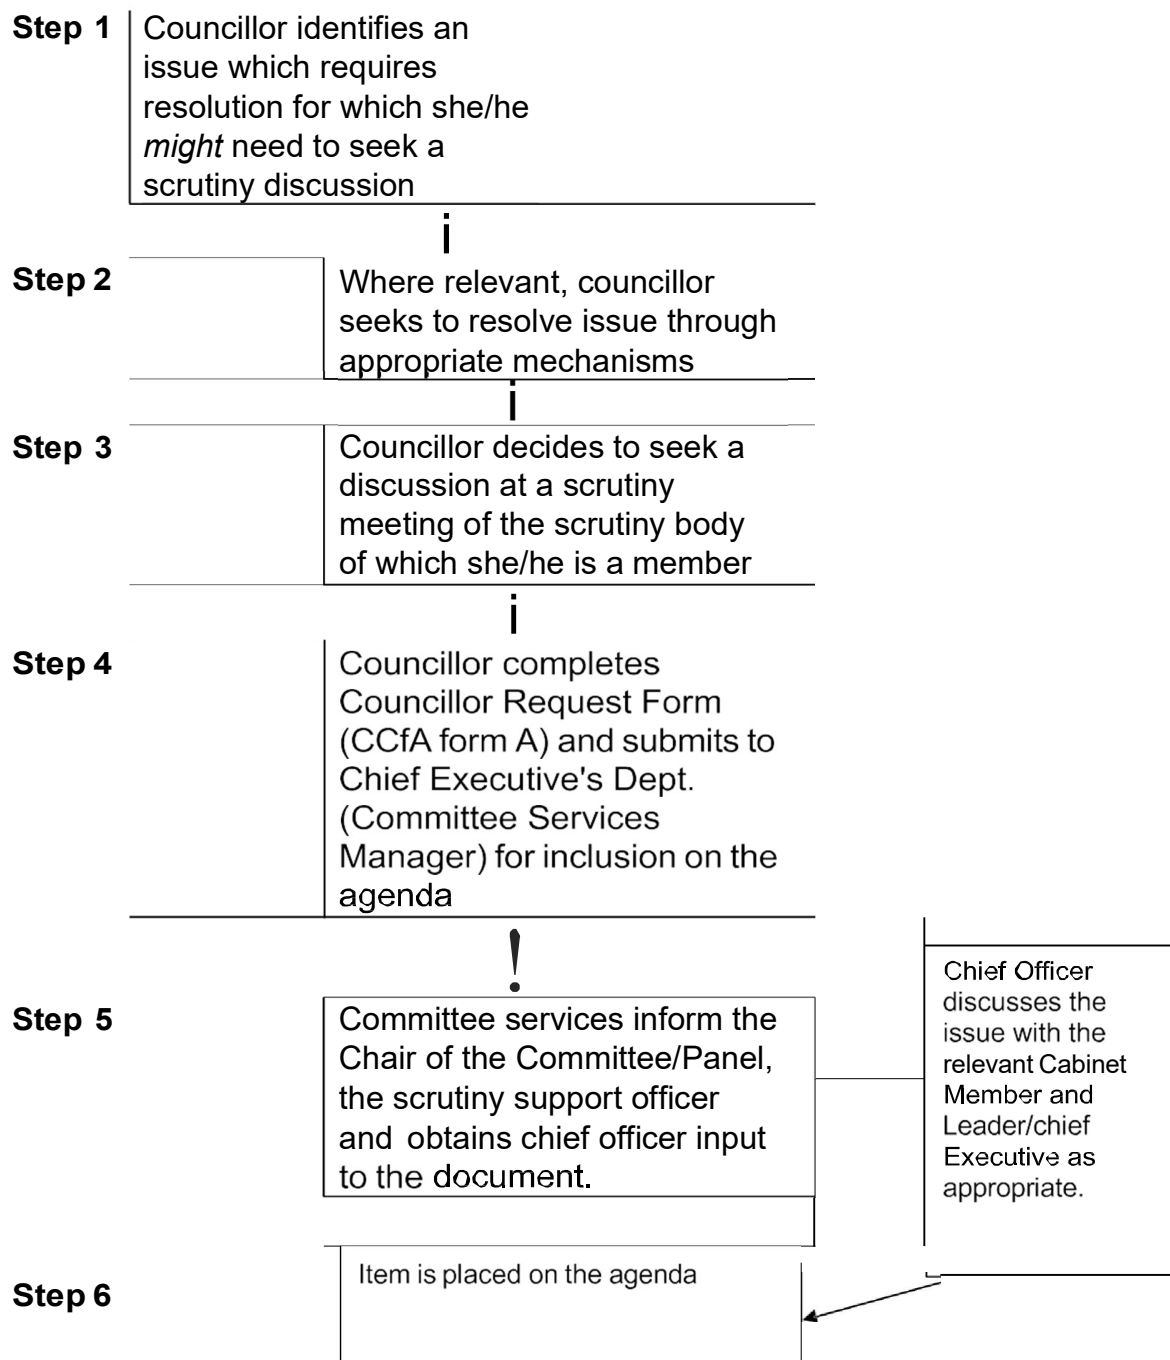 Step 1
Councillor identifies an
issue which requires
resolution for which she/he
might need to seek a
scrutiny discussion
i
Step 2
Where relevant, councillor
seeks to resolve issue through
appropriate mechanisms
i
Step 3
Councillor decides to seek a
discussion at a scrutiny
meeting of the scrutiny body
of which she/he is a member
i
Step 4
Councillor completes
Councillor Request Form
(CCfA form A) and submits to
Chief Executive's Dept.
(Committee Services
Manager) for inclusion on the
agenda
!
Step 5
Committee services inform the
Chair of the Committee/Panel,
the scrutiny support officer
and obtains chief officer input
to the document.
Chief Officer
discusses the
issue with the
relevant Cabinet
Member and
Leader/chief
Executive as
appropriate.
Step 6
Item is placed on the agenda